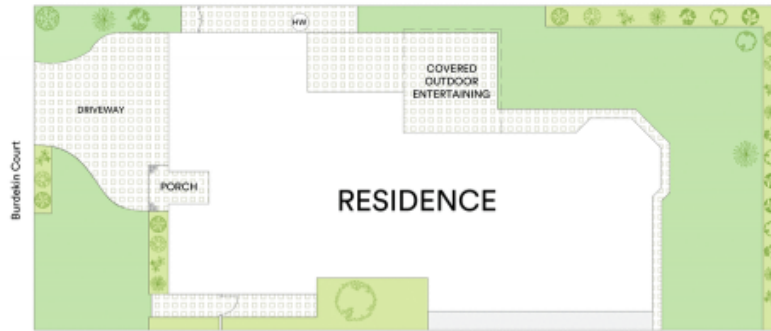 HW
COVERED
OUTDOOR
ENTERTAINING
DRIVEWAY
Burdekin Court
PORCH
RESIDENCE